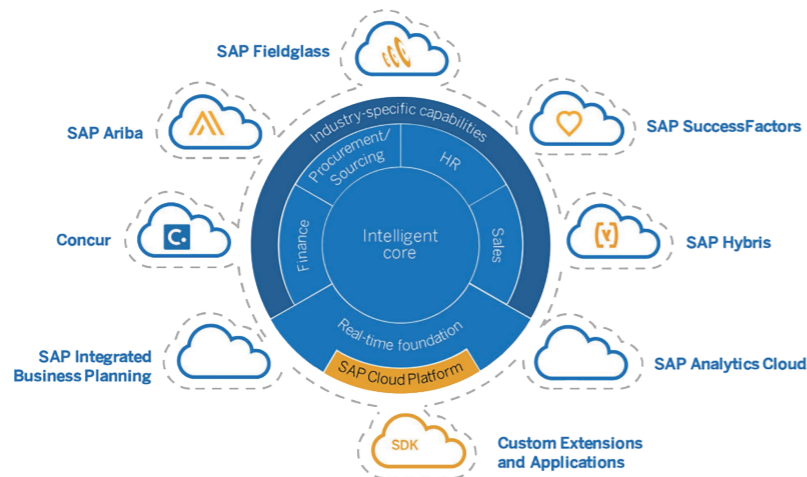 SAP Fieldglass
SAP Ariba
SAP SuccessFactors
Industry-specific capabilities
Procurement/
Sourcing
HR
Concur
C.
Finance
Intelligent
core
Sales
SAP Hybris
Real-time foundation
SAP Integrated
Business Planning
SAP Cloud Platform
SAP Analytics Cloud
SDK
Custom Extensions
and Applications